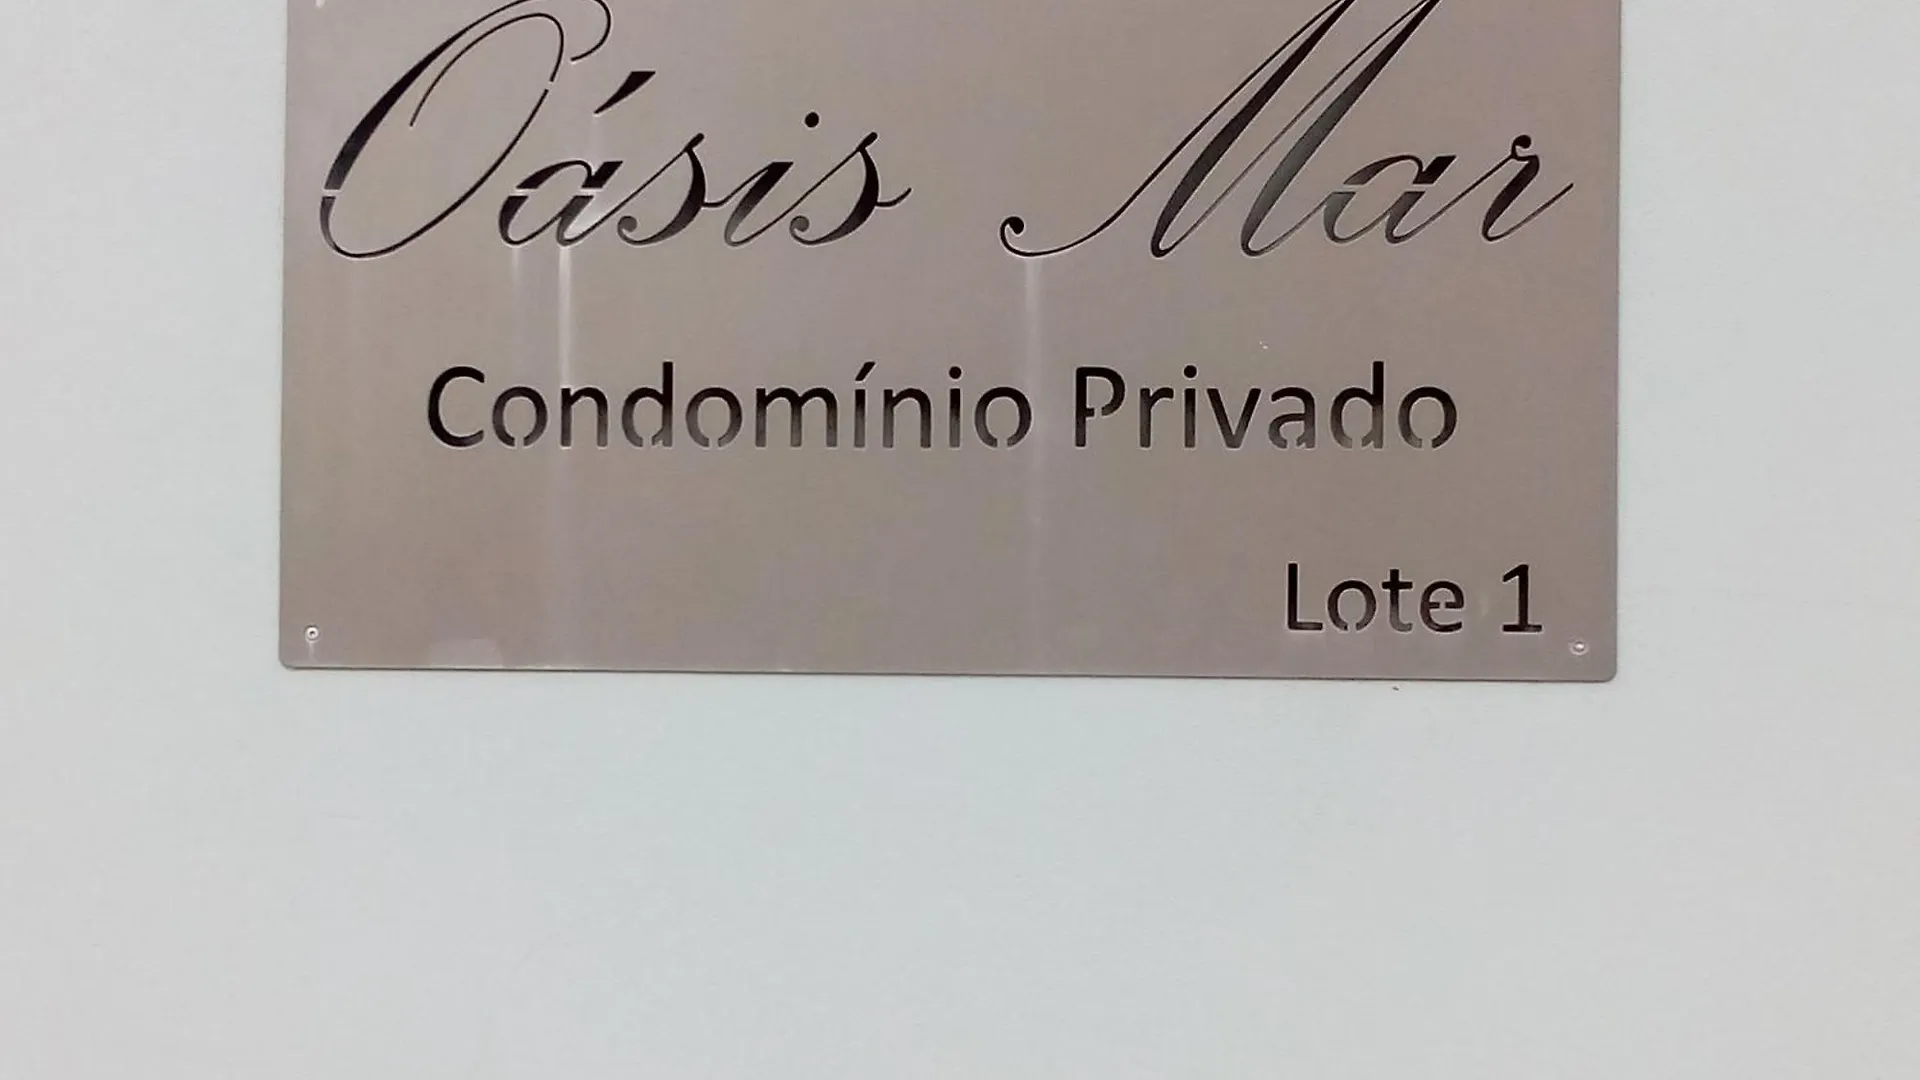 Oásis Mar
Condomínio Privado
Lote 1